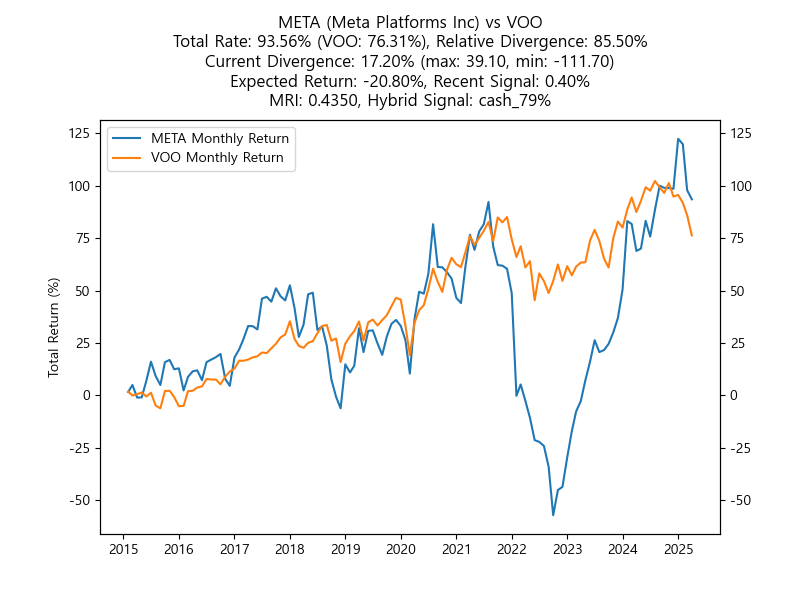 META (Meta Platforms Inc) vs VOO
Total Rate: 93.56% (VOO: 76.31%), Relative Divergence: 85.50%
Current Divergence: 17.20% (max: 39.10, min: -111.70)
Expected Return: -20.80%, Recent Signal: 0.40%
MRI: 0.4350, Hybrid Signal: cash_79%
META Monthly Return
VOO Monthly Return
Total Return (%)
125
100
75
50
25
0
-25
-50
125
100
75
50
25
0
-25
-50
2015 2016 2017 2018 2019 2020 2021 2022 2023 2024 2025